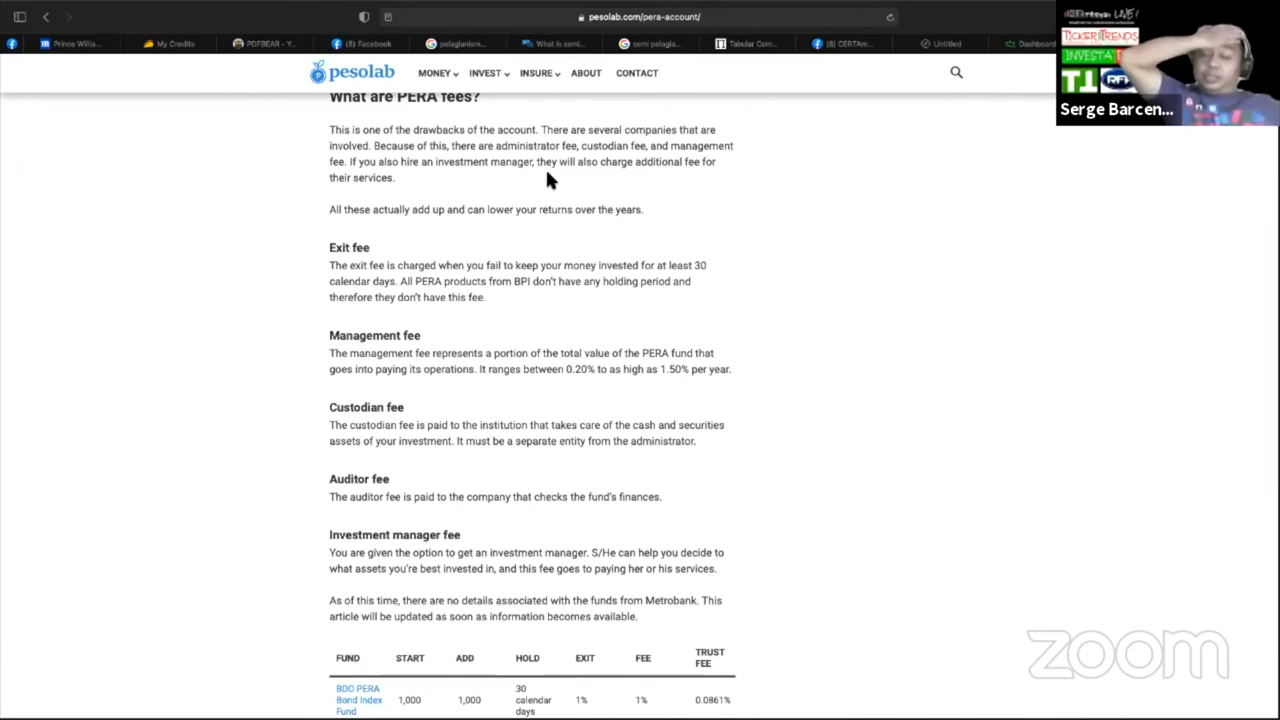 pesolab.com/pera-account/
Prince Willia...
My Credits
PDFBEAR - Y...
(8) Facebook
pelagianism...
What is semi...
semi pelagia...
Tabular Com...
(8) CERTAm...
Untitled
Dashboard
LIVE!
TICKERTRENDS
INVESTA
Serge Barcen...
pesolab
MONEY INVEST INSURE ABOUT CONTACT
What are PERA fees?
This is one of the drawbacks of the account. There are several companies that are
involved. Because of this, there are administrator fee, custodian fee, and management
fee. If you also hire an investment manager, they will also charge additional fee for
their services.
All these actually add up and can lower your returns over the years.
Exit fee
The exit fee is charged when you fail to keep your money invested for at least 30
calendar days. All PERA products from BPI don't have any holding period and
therefore they don't have this fee.
Management fee
The management fee represents a portion of the total value of the PERA fund that
goes into paying its operations. It ranges between 0.20% to as high as 1.50% per year.
Custodian fee
The custodian fee is paid to the institution that takes care of the cash and securities
assets of your investment. It must be a separate entity from the administrator.
Auditor fee
The auditor fee is paid to the company that checks the fund's finances.
Investment manager fee
You are given the option to get an investment manager. S/He can help you decide to
what assets you're best invested in, and this fee goes to paying her or his services.
As of this time, there are no details associated with the funds from Metrobank. This
article will be updated as soon as information becomes available.
FUND START ADD HOLD EXIT FEE TRUST FEE
BDO PERA Bond Index Fund 1,000 1,000 30 calendar days 1% 1% 0.0861%
zoom